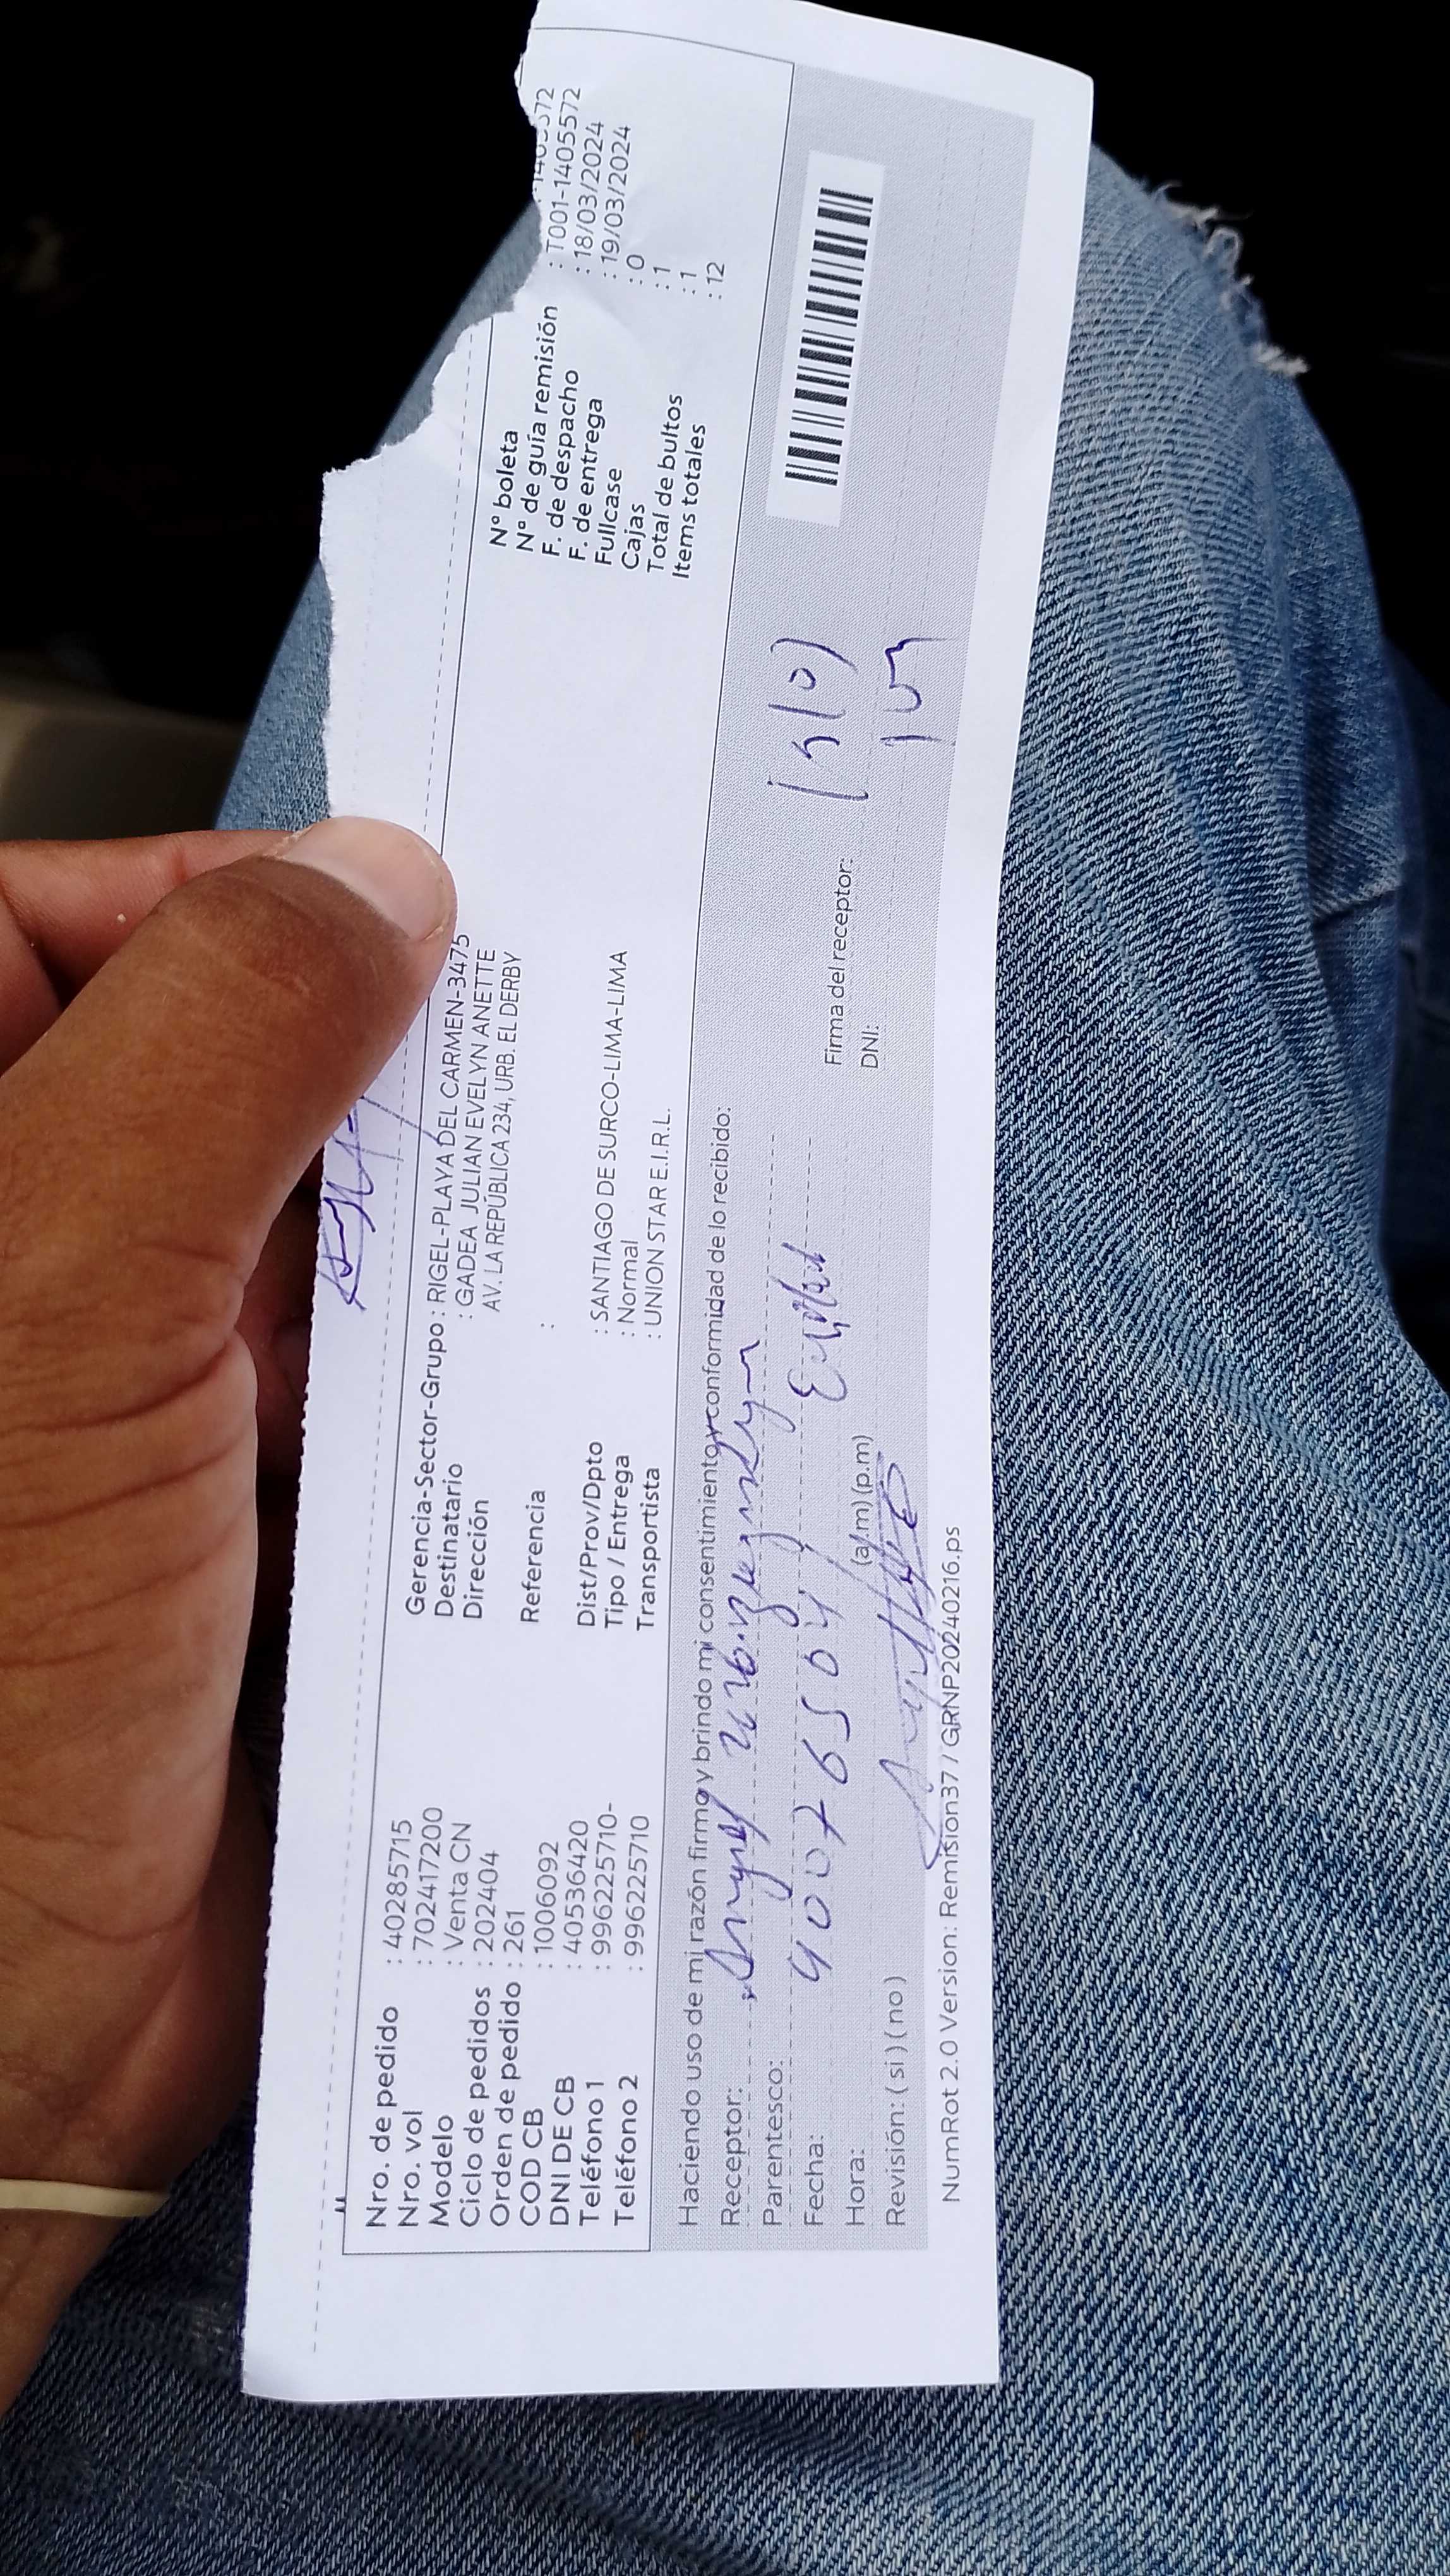 Nro. de pedido : 40285715
Nro. vol : 702417200
Modelo : Venta CN
Ciclo de pedidos : 202404
Orden de pedido : 261
COD CB : 1006092
DNI DE CB : 40536420
Teléfono 1 : 996225710-
Teléfono 2 : 996225710
Gerencia-Sector-Grupo : RIGEL-PLAYA DEL CARMEN-3475
Destinatario : GADEA JULIAN EVELYN ANETTE
Dirección AV. LA REPÚBLICA 234, URB. EL DERBY
Referencia :
Dist/Prov/Dpto : SANTIAGO DE SURCO-LIMA-LIMA
Tipo / Entrega : Normal
Transportista : UNION STAR E.I.R.L.
N° boleta
N° de guía remisión : T001-1405572
F. de despacho : 18/03/2024
F. de entrega : 19/03/2024
Fullcase : 0
Cajas : 1
Total de bultos : 1
Items totales : 12
Haciendo uso de mi razón firmo y brindo mi consentimiento y conformidad de lo recibido:
Receptor:
Parentesco:
Fecha: 40076504
Hora: (a.m) (p.m)
Revisión: ( si ) ( no )
Firma del receptor:
DNI:
NumRot 2.0 Version: Remision37 / GRNP20240216.ps